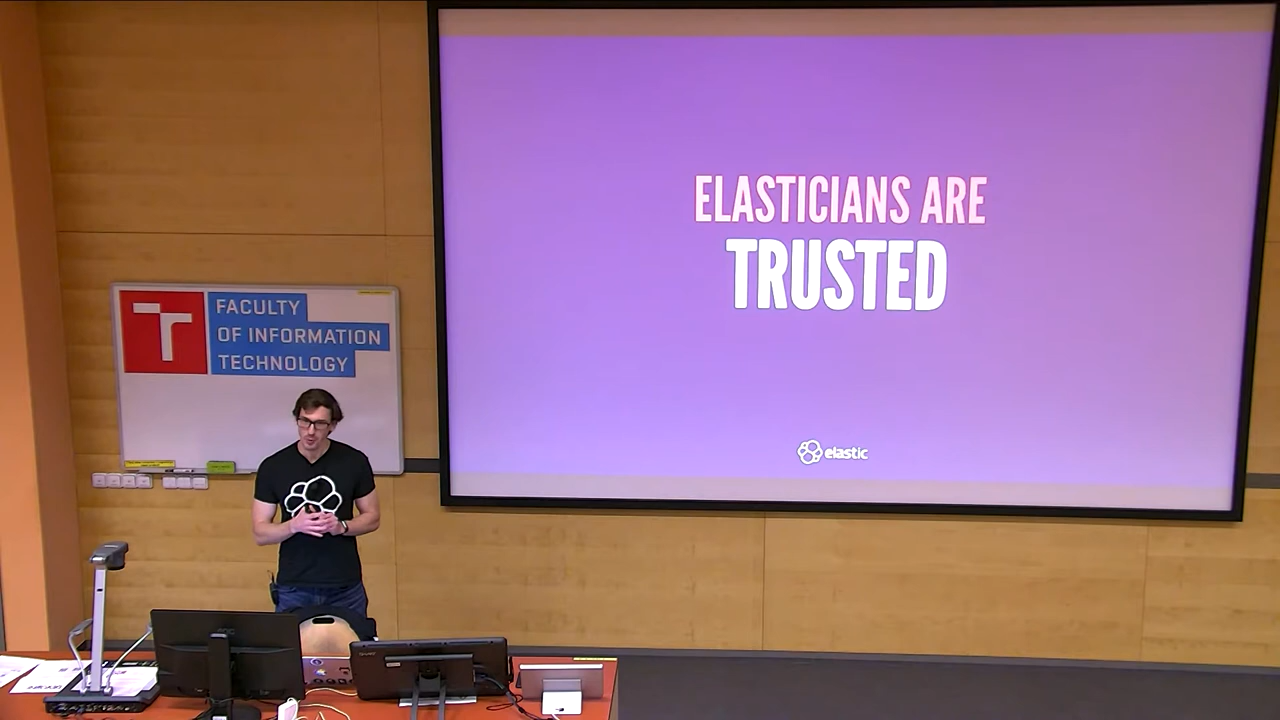 ELASTICIANS ARE
TRUSTED
elastic
FACULTY
OF INFORMATION
TECHNOLOGY